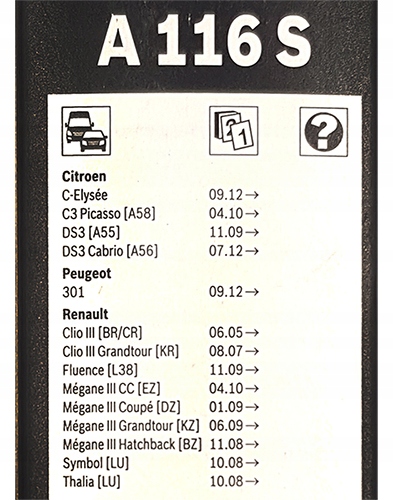 A 116 S
2 1 ?
Citroen
C-Elysée 09.12→
C3 Picasso [A58] 04.10→
DS3 [A55] 11.09→
DS3 Cabrio [A56] 07.12→
Peugeot
301 09.12→
Renault
Clio III [BR/CR] 06.05→
Clio III Grandtour [KR] 08.07→
Fluence [L38] 11.09→
Mégane III CC [EZ] 04.10→
Mégane III Coupé [DZ] 01.09→
Mégane III Grandtour [KZ] 06.09→
Mégane III Hatchback [BZ] 11.08→
Symbol [LU] 10.08→
Thalia [LU] 10.08→